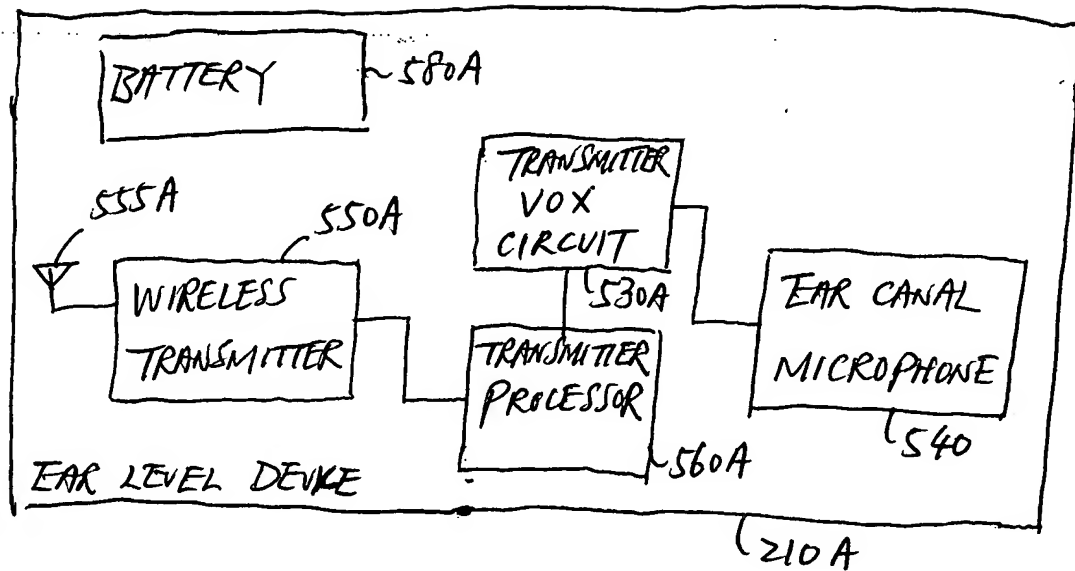 BATTERY
580A
TRANSMITTER
VOX
CIRCUIT
530A
555A
550A
WIRELESS
TRANSMITTER
TRANSMITTER
PROCESSOR
560A
EAR CANAL
MICROPHONE
540
EAR LEVEL DEVICE
210A